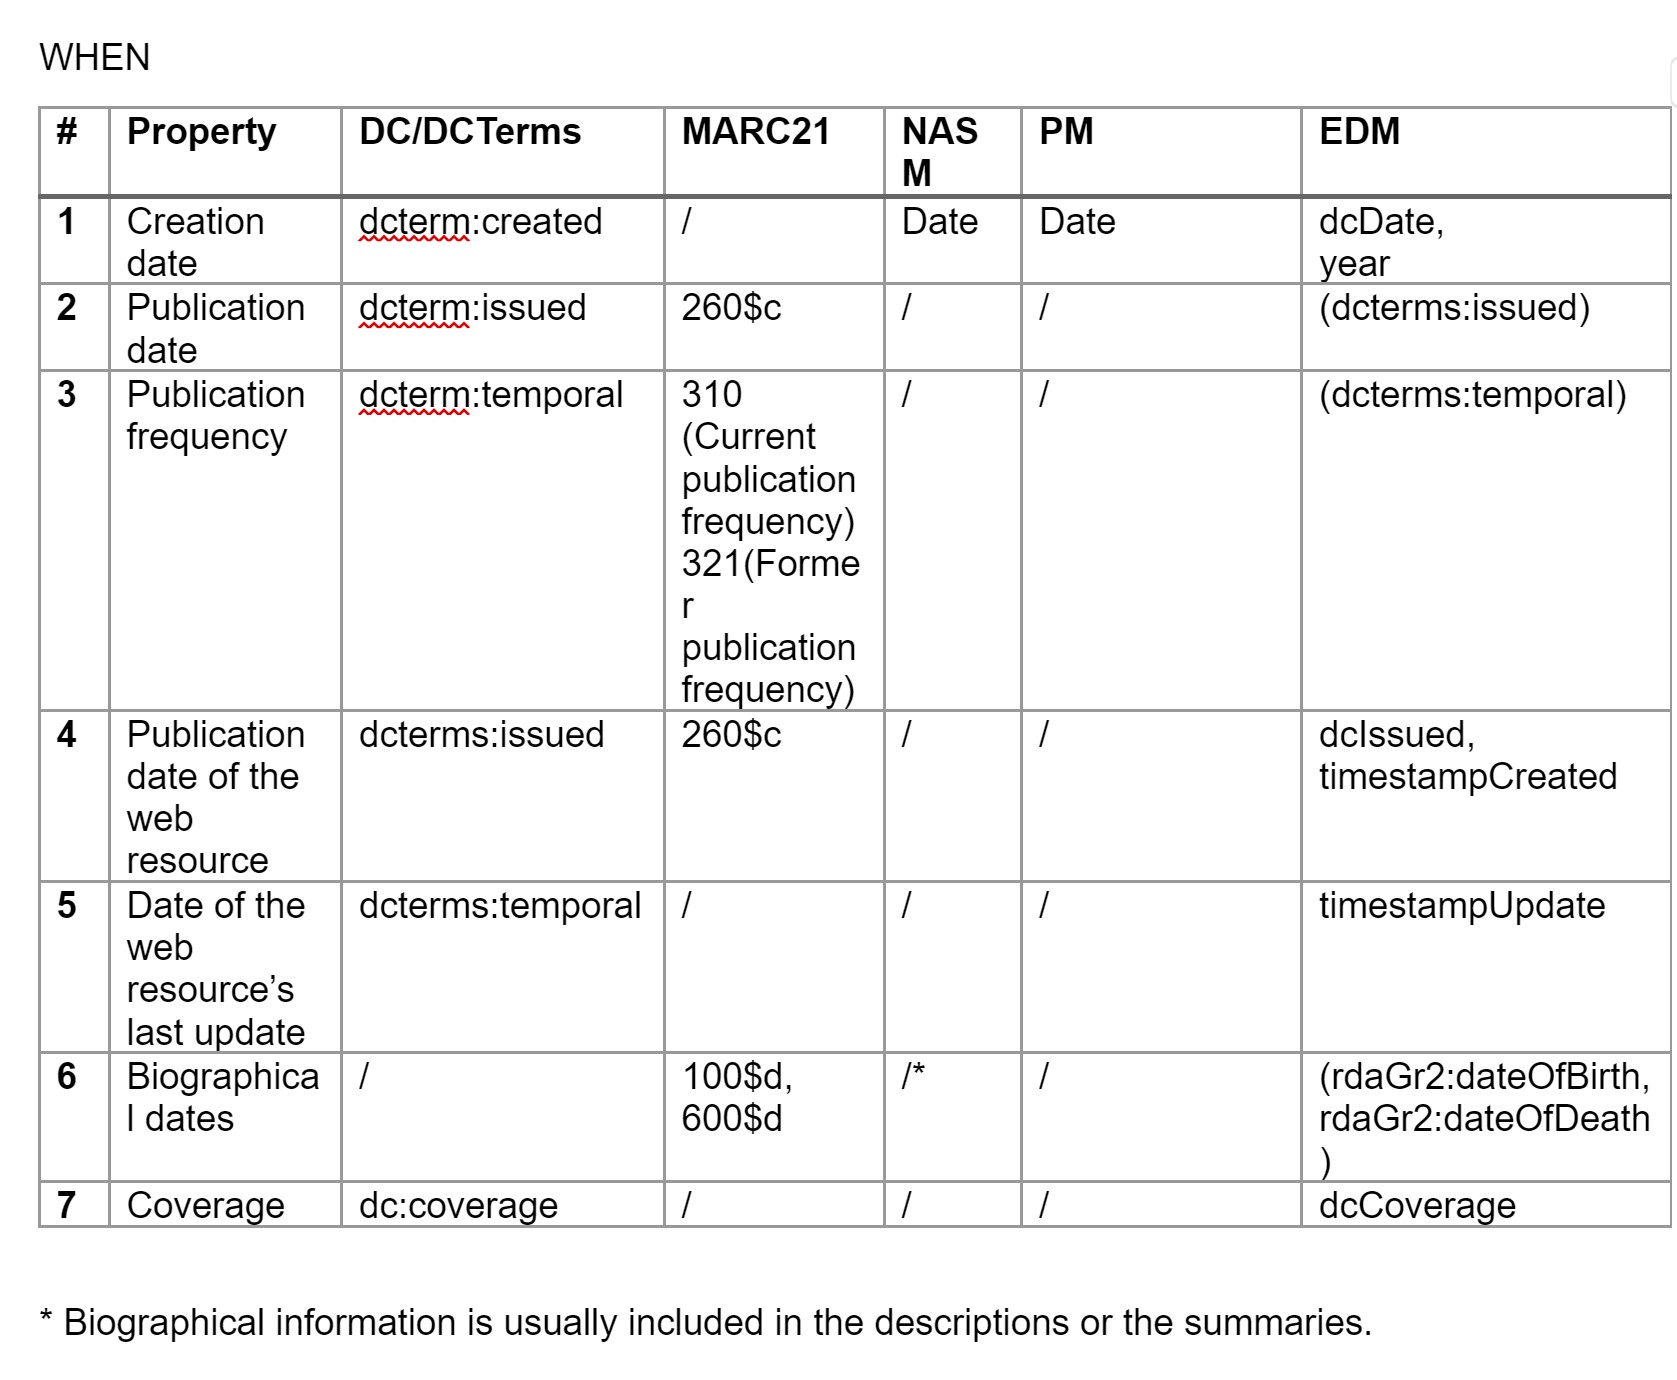 WHEN
# Property DC/DCTerms MARC21 NAS PM EDM
M
1 Creation dcterm:created / Date Date dcDate,
date year
2 Publication dcterm:issued 260$c / / (dcterms:issued)
date
3 Publication dcterm:temporal 310 / / (dcterms:temporal)
frequency (Current
publication
frequency)
321(Forme
r
publication
frequency)
4 Publication dcterms:issued 260$c / / dcIssued,
date of the timestampCreated
web
resource
5 Date of the dcterms:temporal / / / timestampUpdate
web
resource’s
last update
6 Biographica / 100$d, /* / (rdaGr2:dateOfBirth,
l dates 600$d rdaGr2:dateOfDeath
)
7 Coverage dc:coverage / / / dcCoverage
* Biographical information is usually included in the descriptions or the summaries.